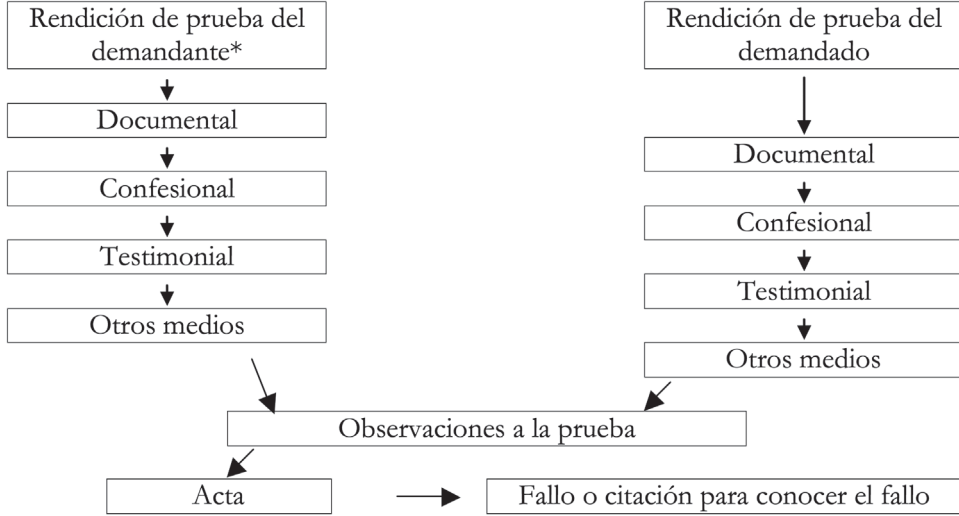 Rendición de prueba del
demandante*
Documental
Confesional
Testimonial
Otros medios
Rendición de prueba del
demandado
Documental
Confesional
Testimonial
Otros medios
Observaciones a la prueba
Acta
Fallo o citación para conocer el fallo